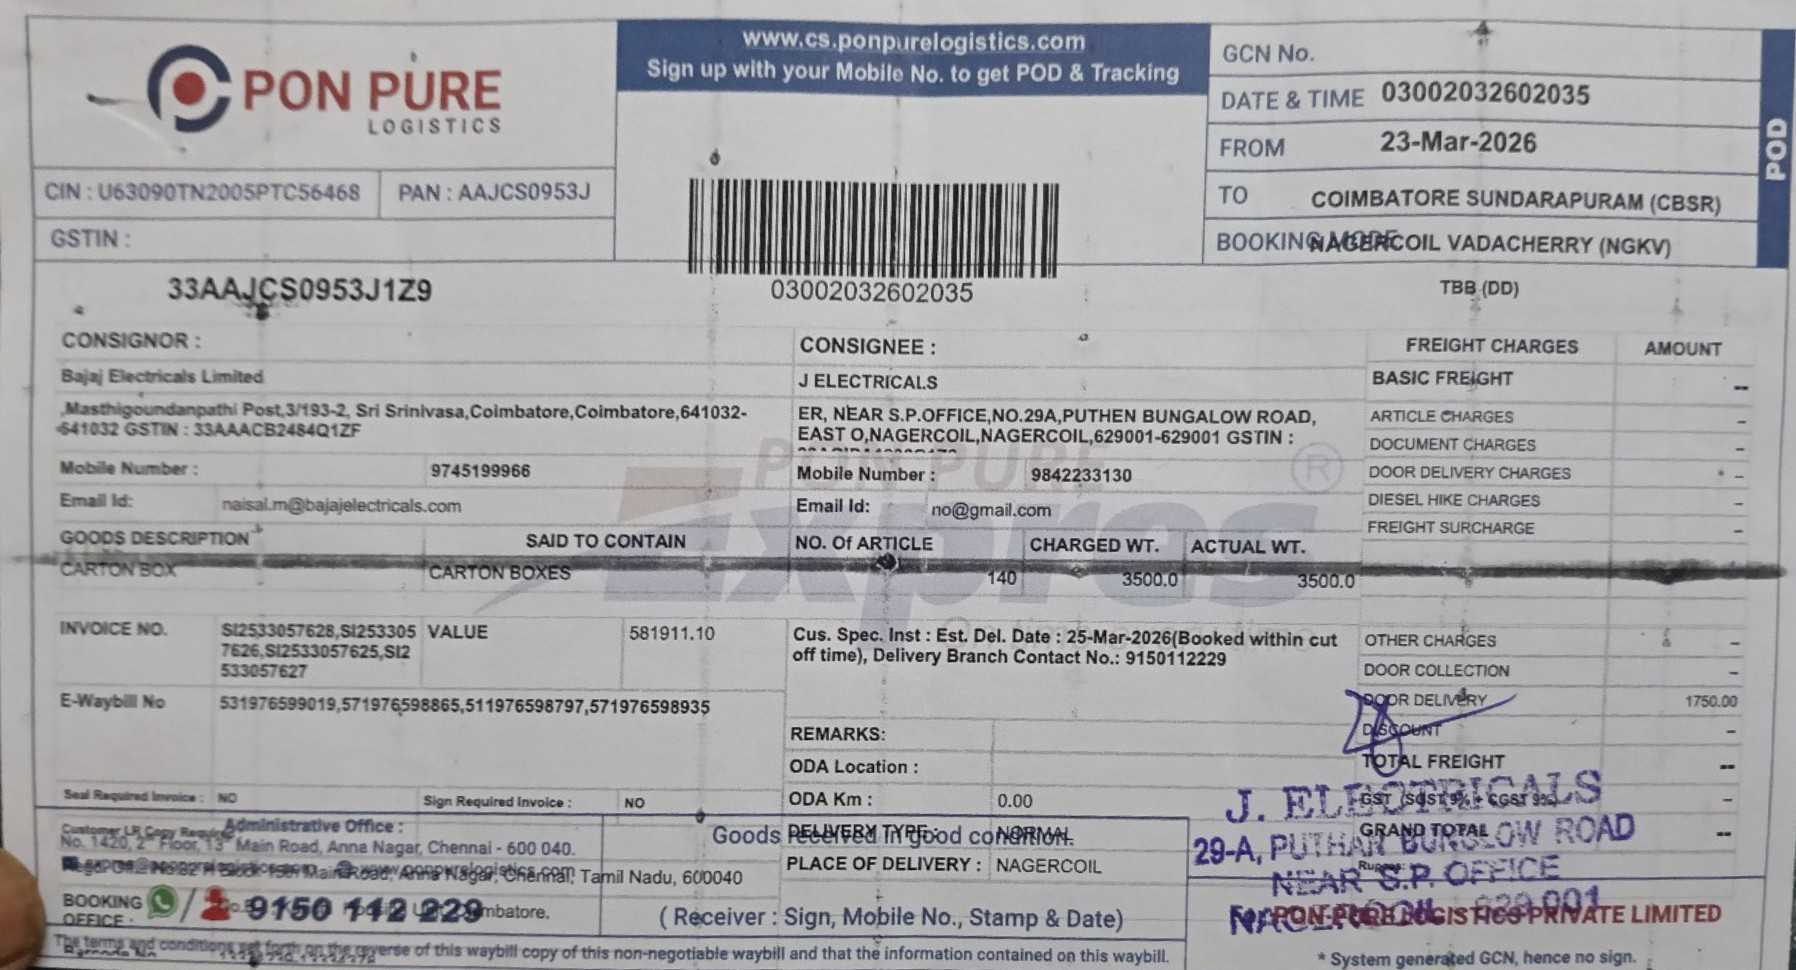 PON PURE
LOGISTICS
www.cs.ponpurelogistics.com
Sign up with your Mobile No. to get POD & Tracking
GCN No.
DATE & TIME 03002032602035
FROM 23-Mar-2026
TO COIMBATORE SUNDARAPURAM (CBSR)
BOOKING MODE NAGERCOIL VADACHERRY (NGKV)
TBB (DD)
POD
CIN : U63090TN2005PTC56468 PAN : AAJCS0953J
GSTIN :
33AAJCS0953J1Z9
03002032602035
CONSIGNOR :
Bajaj Electricals Limited
,Masthigoundanpathi Post,3/193-2, Sri Srinivasa,Coimbatore,Coimbatore,641032-
641032 GSTIN : 33AAACB2484Q1ZF
Mobile Number : 9745199966
Email Id: naisal.m@bajajelectricals.com
CONSIGNEE :
J ELECTRICALS
ER, NEAR S.P.OFFICE,NO.29A,PUTHEN BUNGALOW ROAD,
EAST O,NAGERCOIL,NAGERCOIL,629001-629001 GSTIN :
Mobile Number : 9842233130
Email Id: no@gmail.com
PON PURE
Expres ®
GOODS DESCRIPTION SAID TO CONTAIN NO. Of ARTICLE CHARGED WT. ACTUAL WT.
CARTON BOX CARTON BOXES 140 3500.0 3500.0
INVOICE NO. SI2533057628,SI253305
7626,SI2533057625,SI2
533057627
VALUE 581911.10
E-Waybill No 531976599019,571976598865,511976598797,571976598935
Cus. Spec. Inst : Est. Del. Date : 25-Mar-2026(Booked within cut
off time), Delivery Branch Contact No.: 9150112229
REMARKS:
ODA Location :
ODA Km : 0.00
DELIVERY TYPE : NORMAL
PLACE OF DELIVERY : NAGERCOIL
FREIGHT CHARGES AMOUNT
BASIC FREIGHT --
ARTICLE CHARGES -
DOCUMENT CHARGES -
DOOR DELIVERY CHARGES -
DIESEL HIKE CHARGES -
FREIGHT SURCHARGE -
OTHER CHARGES -
DOOR COLLECTION -
DOOR DELIVERY 1750.00
DISCOUNT -
TOTAL FREIGHT --
GST (SGST 9% + CGST 9%) -
GRAND TOTAL --
Rupees:
J. ELECTRICALS
29-A, PUTHAN BUNGLOW ROAD
NEAR S.P. OFFICE
For PON PURE LOGISTICS PRIVATE LIMITED
* System generated GCN, hence no sign.
Seal Required Invoice : NO Sign Required Invoice : NO
Administrative Office :
No. 1420, 2nd Floor, 13th Main Road, Anna Nagar, Chennai - 600 040.
Anna Nagar, Chennai, Tamil Nadu, 600040
BOOKING
OFFICE :
9150 112 229
Goods received in good condition.
( Receiver : Sign, Mobile No., Stamp & Date)
The terms and conditions set forth on the reverse of this waybill copy of this non-negotiable waybill and that the information contained on this waybill.